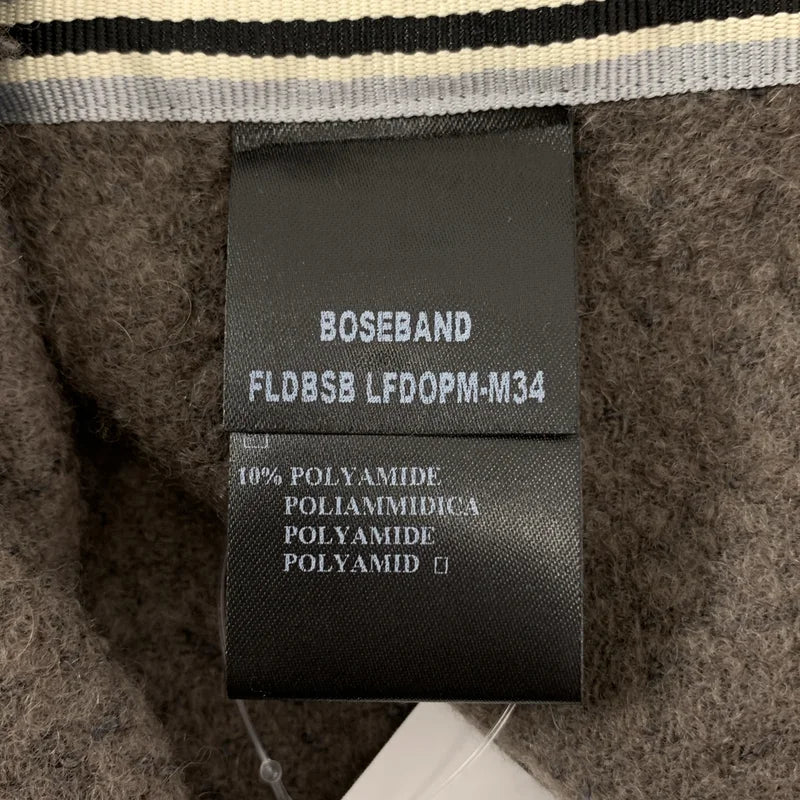 BOSEBAND
FLDBSB LFDOPM-M34
10% POLYAMIDE
POLIAMMIDICA
POLYAMIDE
POLYAMID